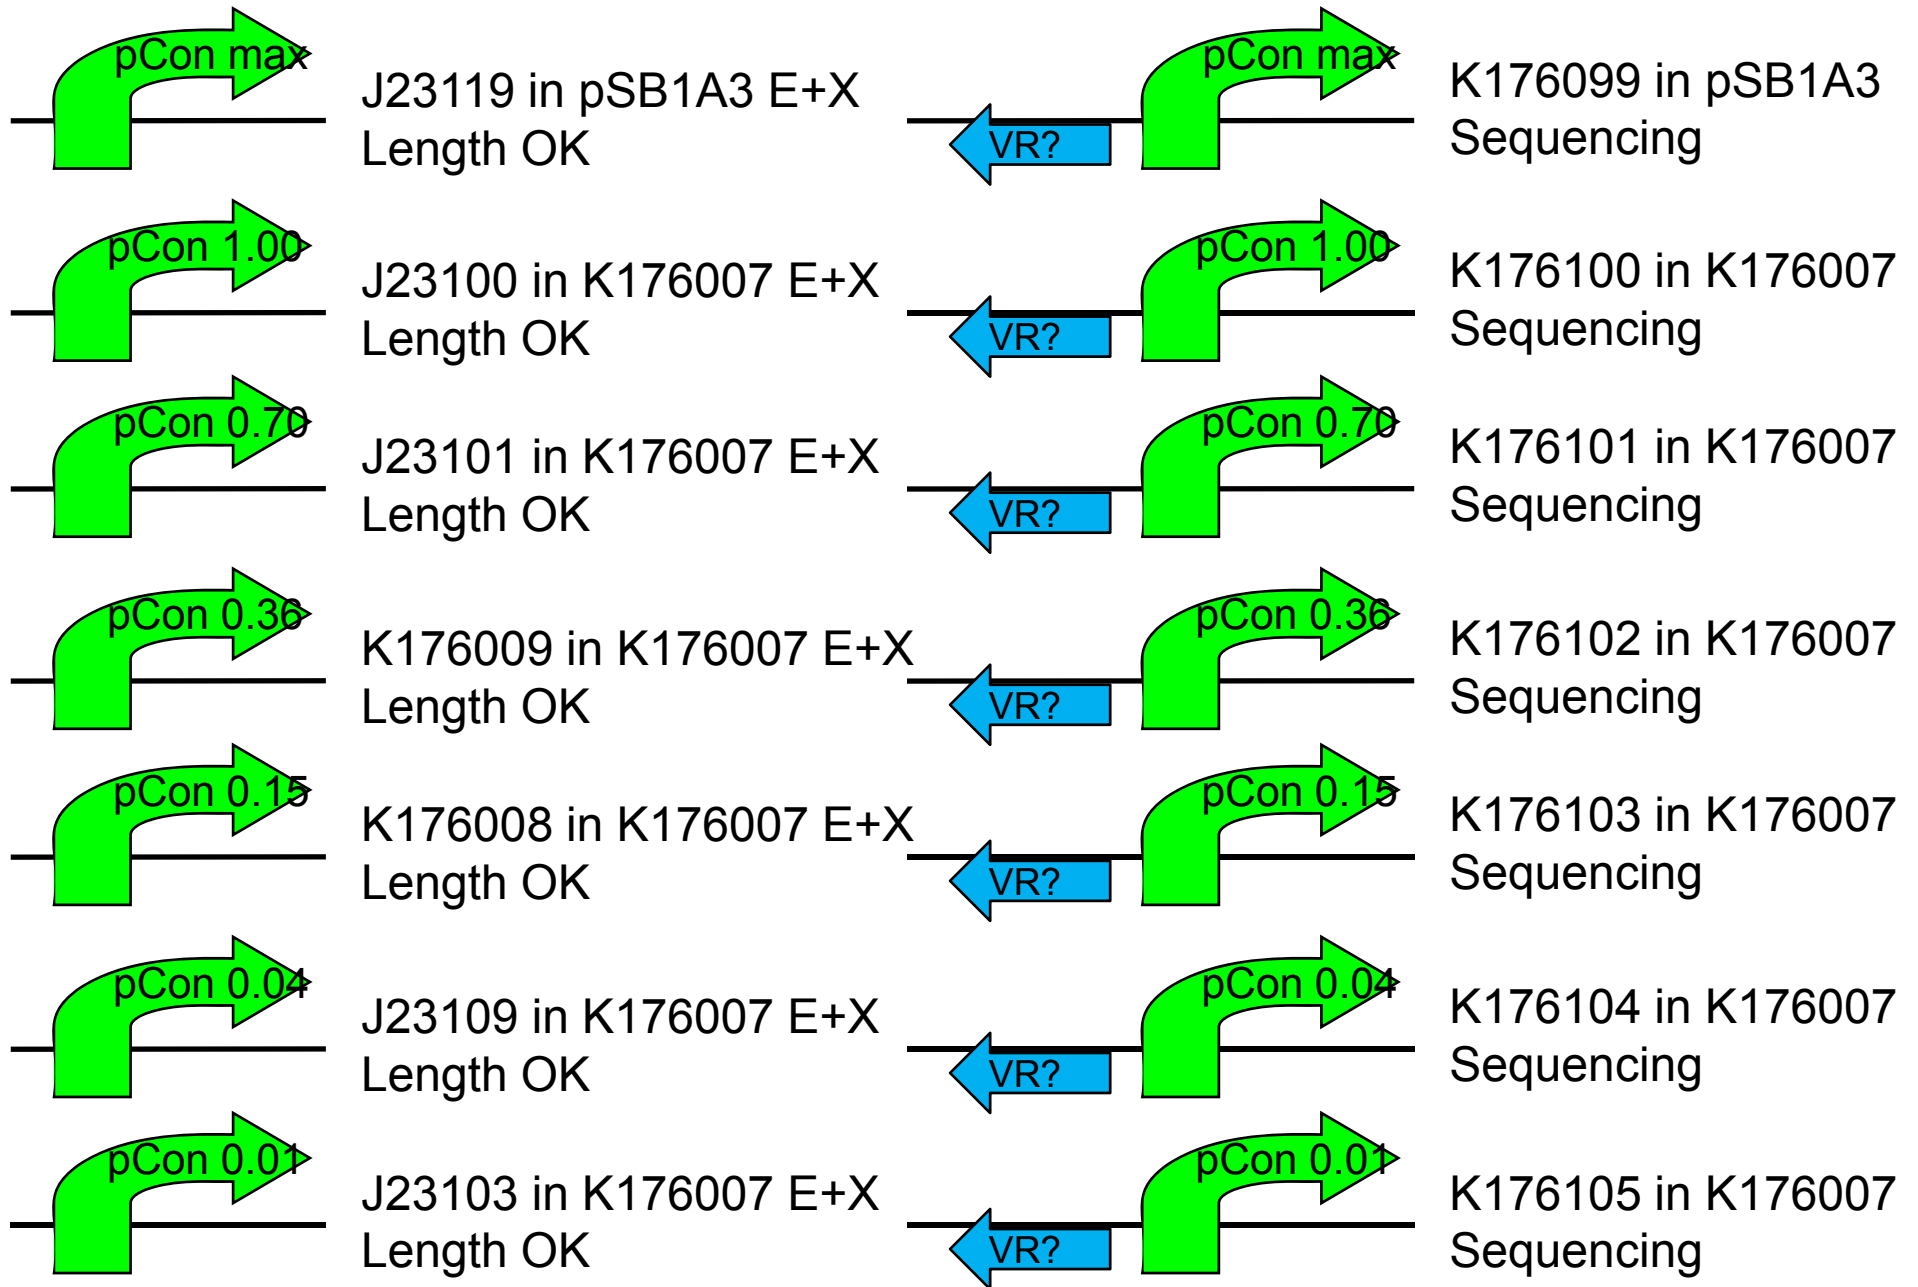 pCon max
J23119 in pSB1A3 E+X
Length OK
VR?
pCon max
K176099 in pSB1A3
Sequencing
pCon 1.00
J23100 in K176007 E+X
Length OK
VR?
pCon 1.00
K176100 in K176007
Sequencing
pCon 0.70
J23101 in K176007 E+X
Length OK
VR?
pCon 0.70
K176101 in K176007
Sequencing
pCon 0.36
K176009 in K176007 E+X
Length OK
VR?
pCon 0.36
K176102 in K176007
Sequencing
pCon 0.15
K176008 in K176007 E+X
Length OK
VR?
pCon 0.15
K176103 in K176007
Sequencing
pCon 0.04
J23109 in K176007 E+X
Length OK
VR?
pCon 0.04
K176104 in K176007
Sequencing
pCon 0.01
J23103 in K176007 E+X
Length OK
VR?
pCon 0.01
K176105 in K176007
Sequencing